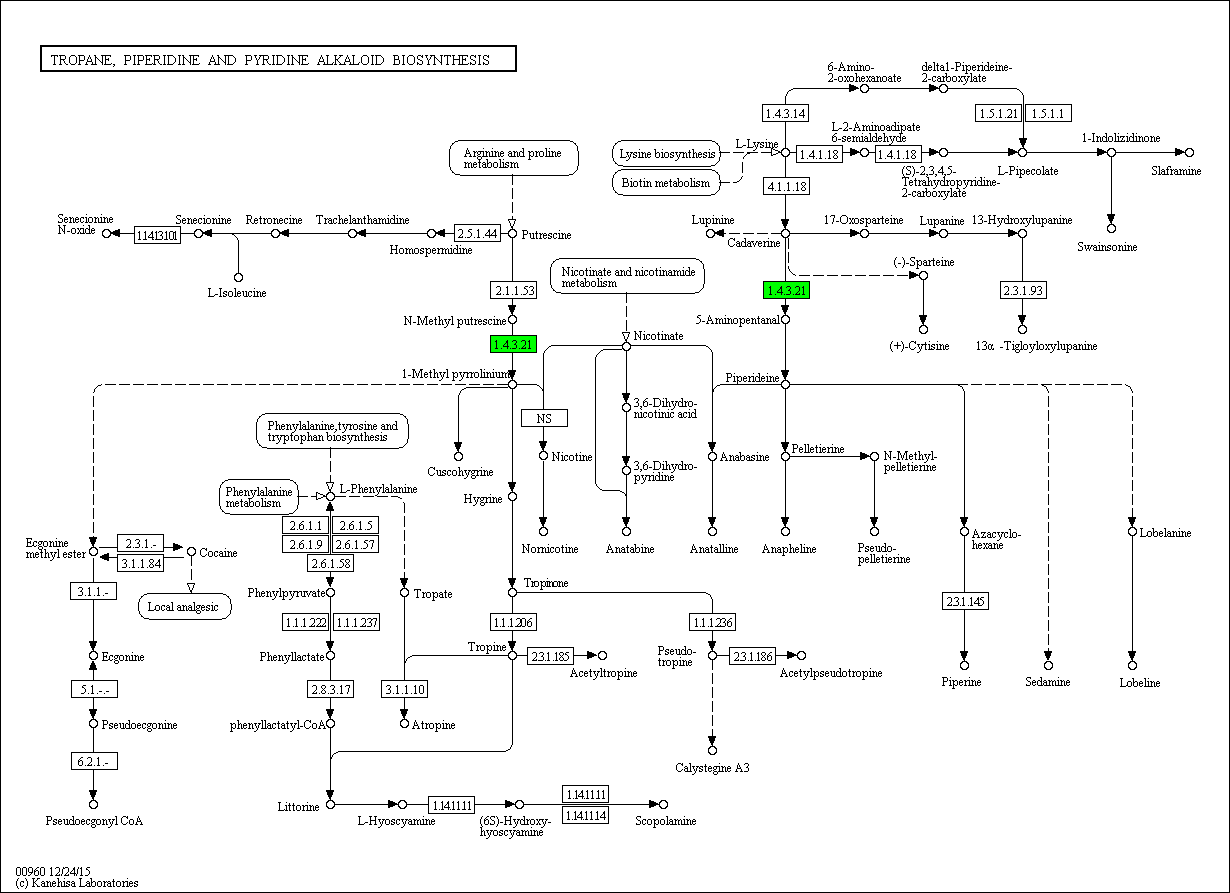 TROPANE, PIPERIDINE AND PYRIDINE ALKALOID BIOSYNTHESIS
6-Amino-
2-oxohexanoate
delta1-Piperideine-
2-carboxylate
1.4.3.14
1.5.1.21
1.5.1.1
Arginine and proline
metabolism
Lysine biosynthesis
Biotin metabolism
L-Lysine
L-2-Aminoadipate
6-semialdehyde
1.4.1.18
1.4.1.18
(S)-2,3,4,5-
Tetrahydropyridine-
2-carboxylate
L-Pipecolate
1-Indolizidinone
Slaframine
4.1.1.18
Swainsonine
Senecionine
N-oxide
1.14.13.101
Senecionine
Retronecine
Trachelanthamidine
Homospermidine
2.5.1.44
Putrescine
L-Isoleucine
Lupinine
Cadaverine
17-Oxosparteine
Lupanine
13-Hydroxylupanine
(-)-Sparteine
(+)-Cytisine
2.3.1.93
13α -Tigloyloxylupanine
2.1.1.53
Nicotinate and nicotinamide
metabolism
1.4.3.21
N-Methyl putrescine
5-Aminopentanal
1.4.3.21
Nicotinate
1-Methyl pyrrolinium
Piperideine
3,6-Dihydro-
nicotinic acid
NS
Phenylalanine,tyrosine and
tryptophan biosynthesis
Cuscohygrine
Nicotine
3,6-Dihydro-
pyridine
Anabasine
Pelletierine
N-Methyl-
pelletierine
Phenylalanine
metabolism
L-Phenylalanine
Hygrine
2.6.1.1
2.6.1.5
2.6.1.9
2.6.1.57
2.6.1.58
Nornicotine
Anatabine
Anatalline
Anapheline
Pseudo-
pelletierine
Azacyclo-
hexane
Lobelanine
Ecgonine
methyl ester
2.3.1.-
3.1.1.84
Cocaine
3.1.1.-
Local analgesic
Phenylpyruvate
Tropate
Tropinone
2.3.1.145
1.1.1.222
1.1.1.237
1.1.1.206
1.1.1.236
Ecgonine
Phenyllactate
Tropine
2.3.1.185
Acetyltropine
Pseudo-
tropine
2.3.1.186
Acetylpseudotropine
Piperine
Sedamine
Lobeline
5.1.-.-
2.8.3.17
3.1.1.10
Pseudoecgonine
phenyllactatyl-CoA
Atropine
6.2.1.-
Calystegine A3
Pseudoecgonyl CoA
Littorine
L-Hyoscyamine
1.14.11.11
(6S)-Hydroxy-
hyoscyamine
1.14.11.11
1.14.11.14
Scopolamine
00960 12/24/15
(c) Kanehisa Laboratories